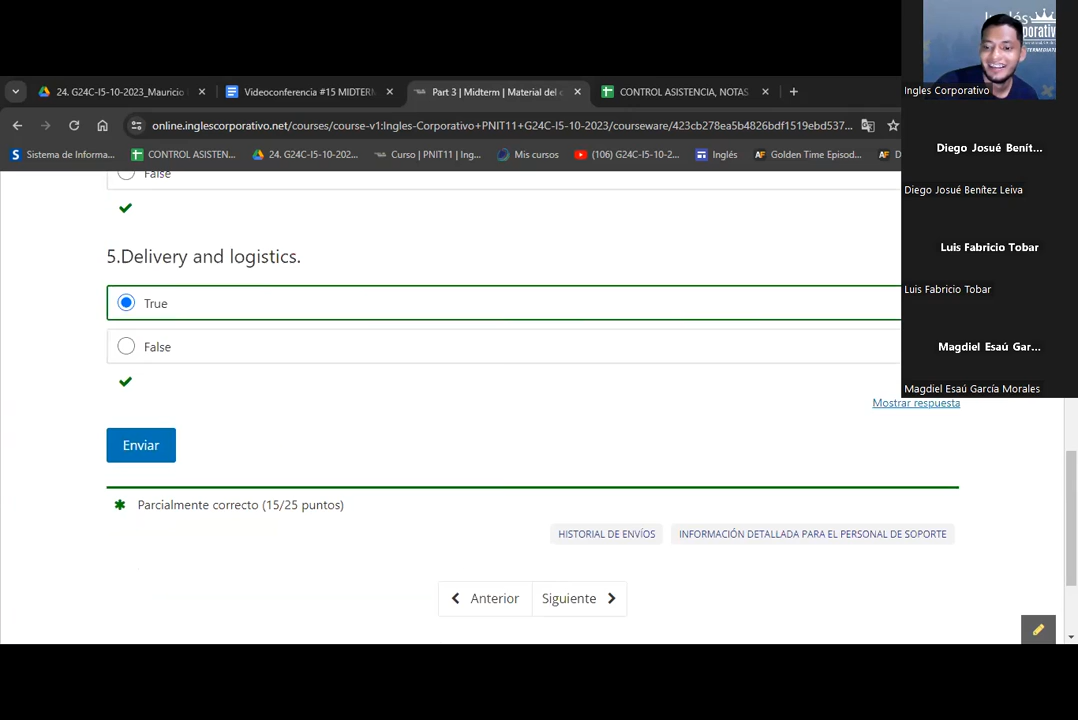 24. G24C-I5-10-2023_Mauricio
Videoconferencia #15 MIDTERM
Part 3 | Midterm | Material del c
CONTROL ASISTENCIA, NOTAS
online.inglescorporativo.net/courses/course-v1:Ingles-Corporativo+PNIT11+G24C-I5-10-2023/courseware/423cb278ea5b4826bdf1519ebd537...
Sistema de Informa...
CONTROL ASISTEN...
24. G24C-I5-10-202...
Curso | PNIT11 | Ing...
Mis cursos
(106) G24C-I5-10-2...
Inglés
Golden Time Episod...
Ingles Corporativo
Diego Josué Benít...
Diego Josué Benítez Leiva
Luis Fabricio Tobar
Luis Fabricio Tobar
Magdiel Esaú Gar...
Magdiel Esaú García Morales
False
5.Delivery and logistics.
True
False
Mostrar respuesta
Enviar
Parcialmente correcto (15/25 puntos)
HISTORIAL DE ENVÍOS
INFORMACIÓN DETALLADA PARA EL PERSONAL DE SOPORTE
Anterior
Siguiente